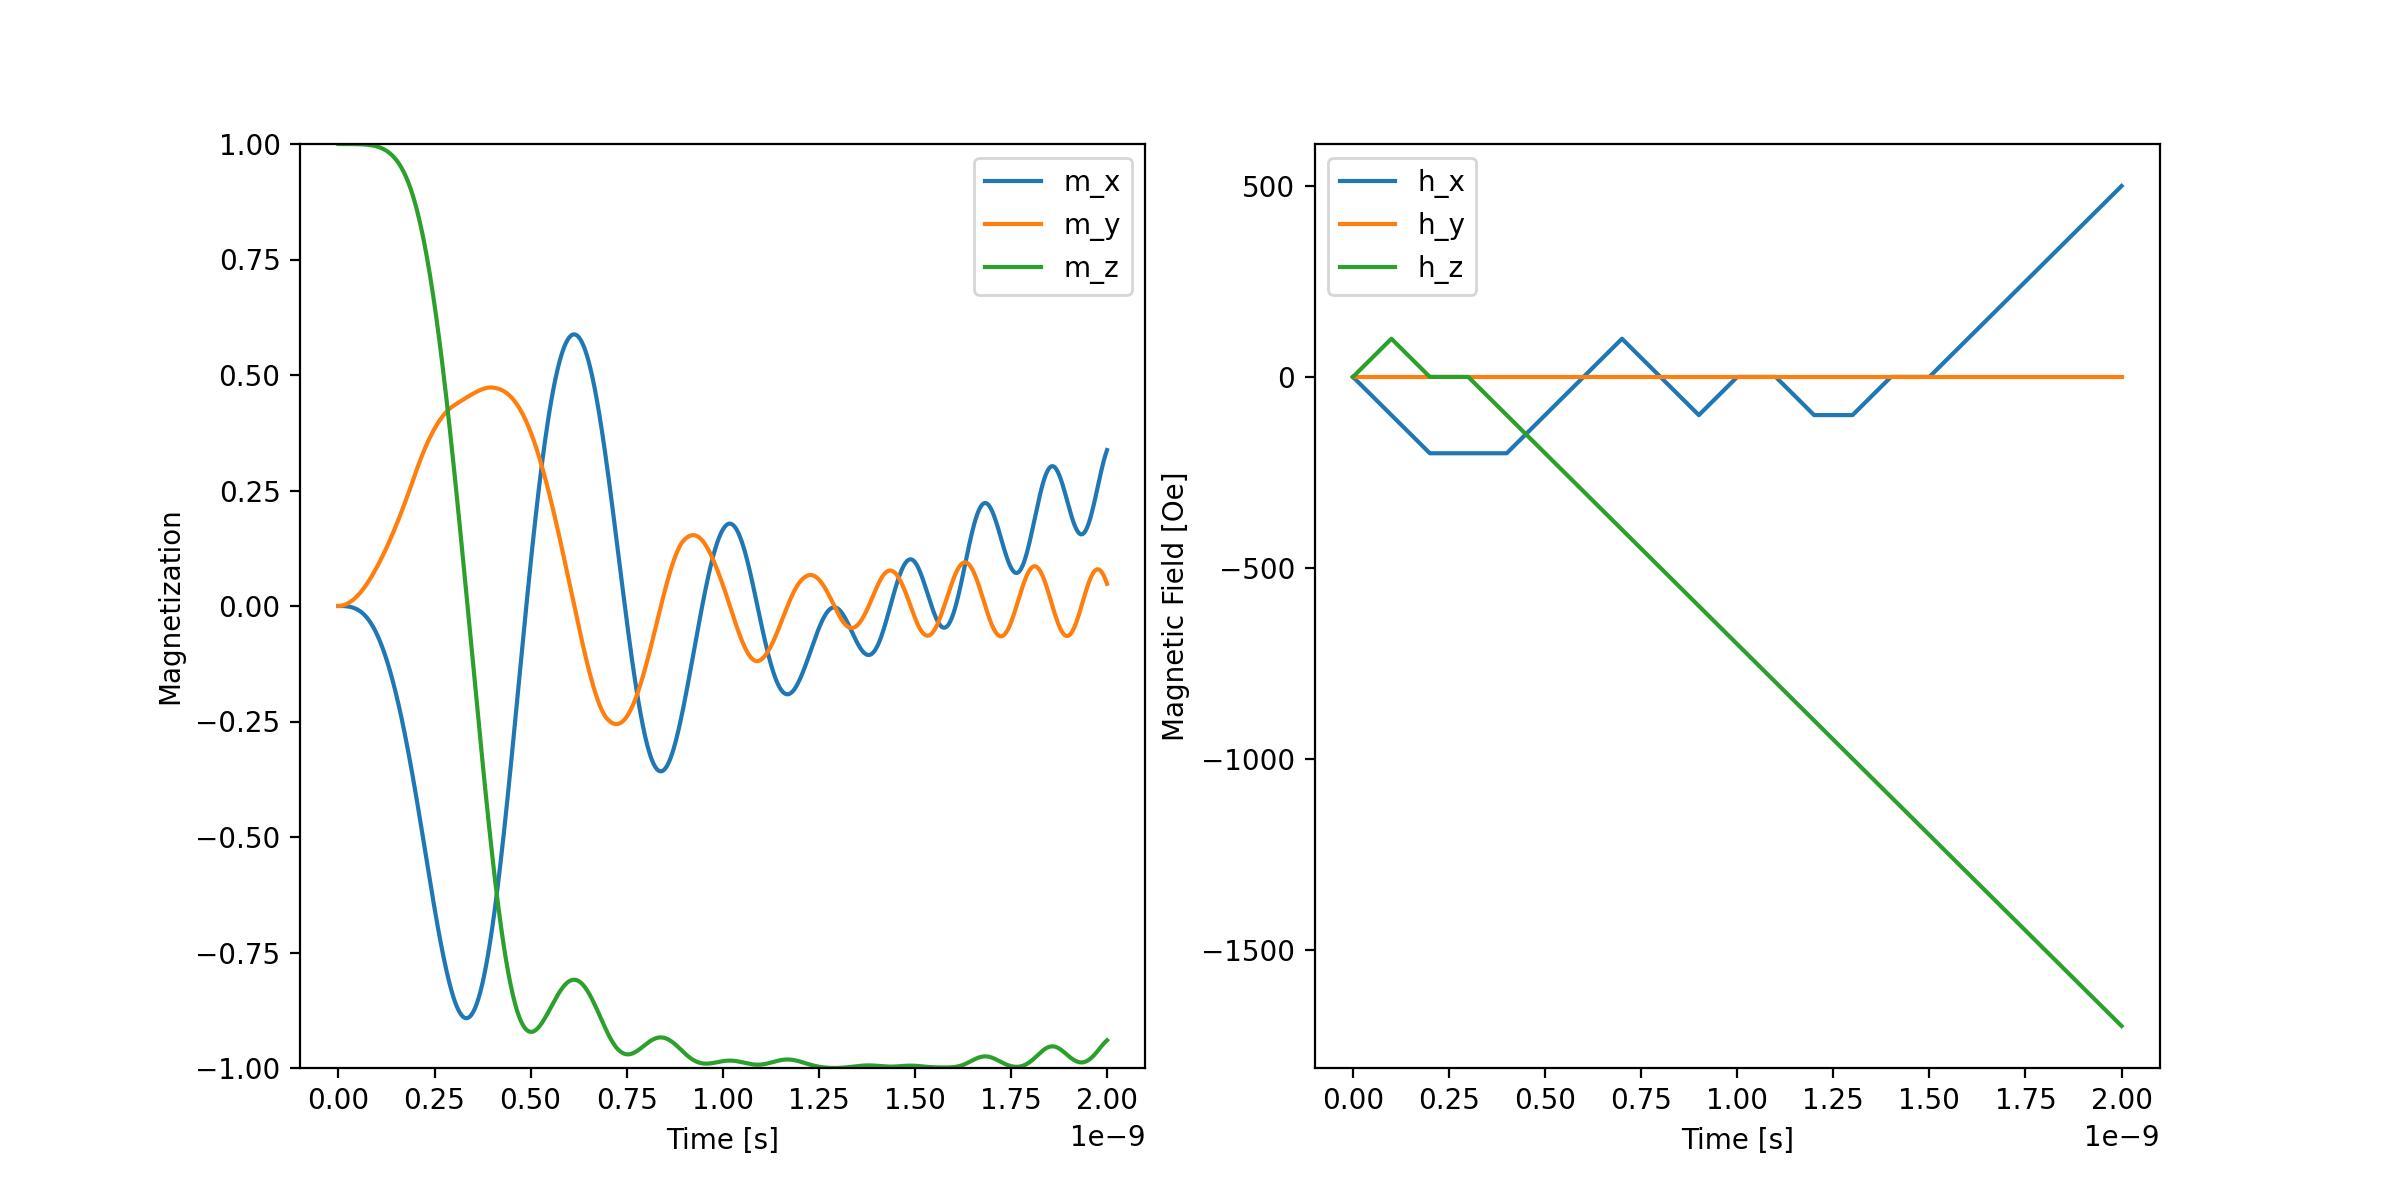 Magnetization
1.00
0.75
0.50
0.25
0.00
−0.25
−0.50
−0.75
−1.00
m_x
m_y
m_z
0.00 0.25 0.50 0.75 1.00 1.25 1.50 1.75 2.00
Time [s]
1e−9
Magnetic Field [Oe]
500
0
−500
−1000
−1500
h_x
h_y
h_z
0.00 0.25 0.50 0.75 1.00 1.25 1.50 1.75 2.00
Time [s]
1e−9